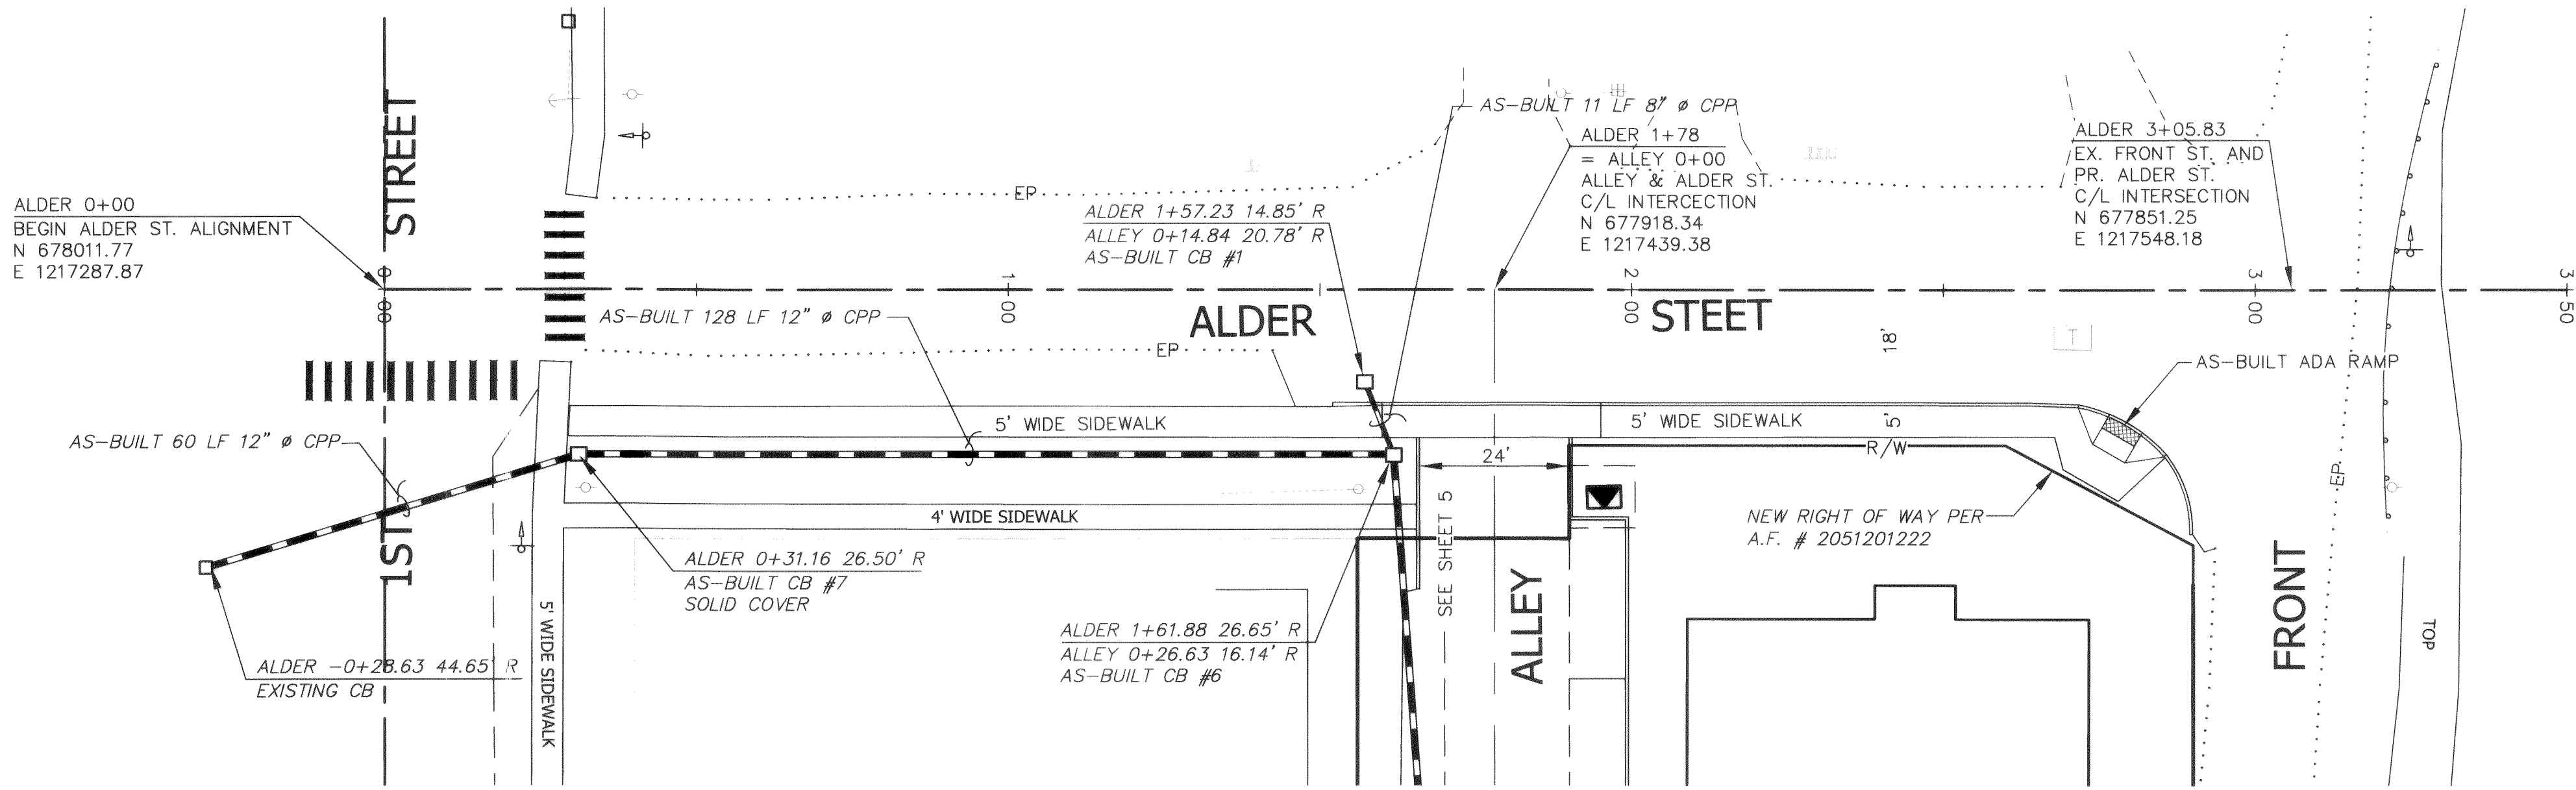 ALDER 0+00
BEGIN ALDER ST. ALIGNMENT
N 678011.77
E 1217287.87
1ST STREET
AS-BUILT 60 LF 12" ø CPP
ALDER -0+28.63 44.65' R
EXISTING CB
0
00
1
00
2
00
3
00
3
50
EP
EP
EP
AS-BUILT 128 LF 12" ø CPP
ALDER STEET
ALDER 1+57.23 14.85' R
ALLEY 0+14.84 20.78' R
AS-BUILT CB #1
AS-BUILT 11 LF 8" ø CPP
ALDER 1+78
= ALLEY 0+00
ALLEY & ALDER ST.
C/L INTERCECTION
N 677918.34
E 1217439.38
ALDER 3+05.83
EX. FRONT ST. AND
PR. ALDER ST.
C/L INTERSECTION
N 677851.25
E 1217548.18
18'
T
AS-BUILT ADA RAMP
5' WIDE SIDEWALK
5' WIDE SIDEWALK
5'
R/W
24'
4' WIDE SIDEWALK
5' WIDE SIDEWALK
ALDER 0+31.16 26.50' R
AS-BUILT CB #7
SOLID COVER
ALDER 1+61.88 26.65' R
ALLEY 0+26.63 16.14' R
AS-BUILT CB #6
SEE SHEET 5
ALLEY
NEW RIGHT OF WAY PER
A.F. # 2051201222
FRONT
TOP